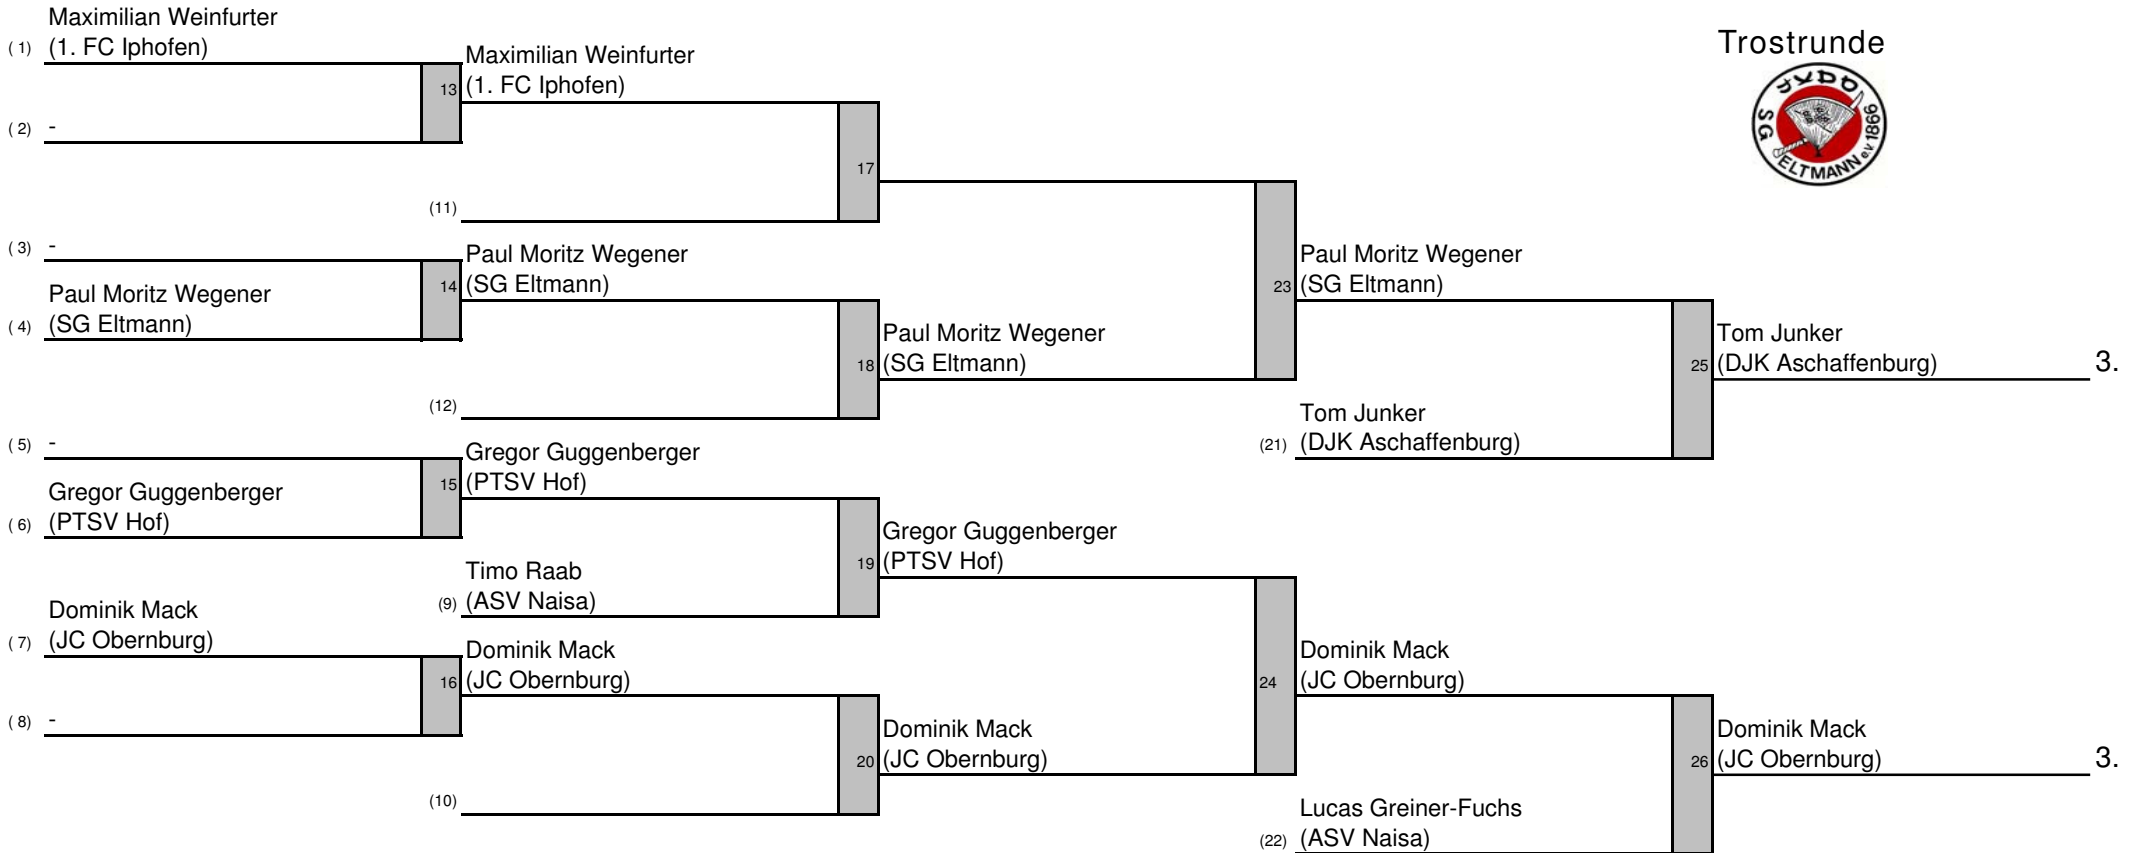 Maximilian Weinfurter
( 1) (1. FC Iphofen)
Maximilian Weinfurter
13 (1. FC Iphofen)
( 2) -
17
(11)
( 3) -
Paul Moritz Wegener
14 (SG Eltmann)
Paul Moritz Wegener
( 4) (SG Eltmann)
Paul Moritz Wegener
18 (SG Eltmann)
(12)
Paul Moritz Wegener
23 (SG Eltmann)
Tom Junker
(21) (DJK Aschaffenburg)
Tom Junker
25 (DJK Aschaffenburg) 3.
( 5) -
Gregor Guggenberger
15 (PTSV Hof)
Gregor Guggenberger
( 6) (PTSV Hof)
Gregor Guggenberger
19 (PTSV Hof)
Timo Raab
(9) (ASV Naisa)
Dominik Mack
( 7) (JC Obernburg)
Dominik Mack
16 (JC Obernburg)
( 8) -
Dominik Mack
20 (JC Obernburg)
(10)
Dominik Mack
24 (JC Obernburg)
Lucas Greiner-Fuchs
(22) (ASV Naisa)
Dominik Mack
26 (JC Obernburg) 3.
Trostrunde
JUDO
SG ELTMANN e.V. 1866